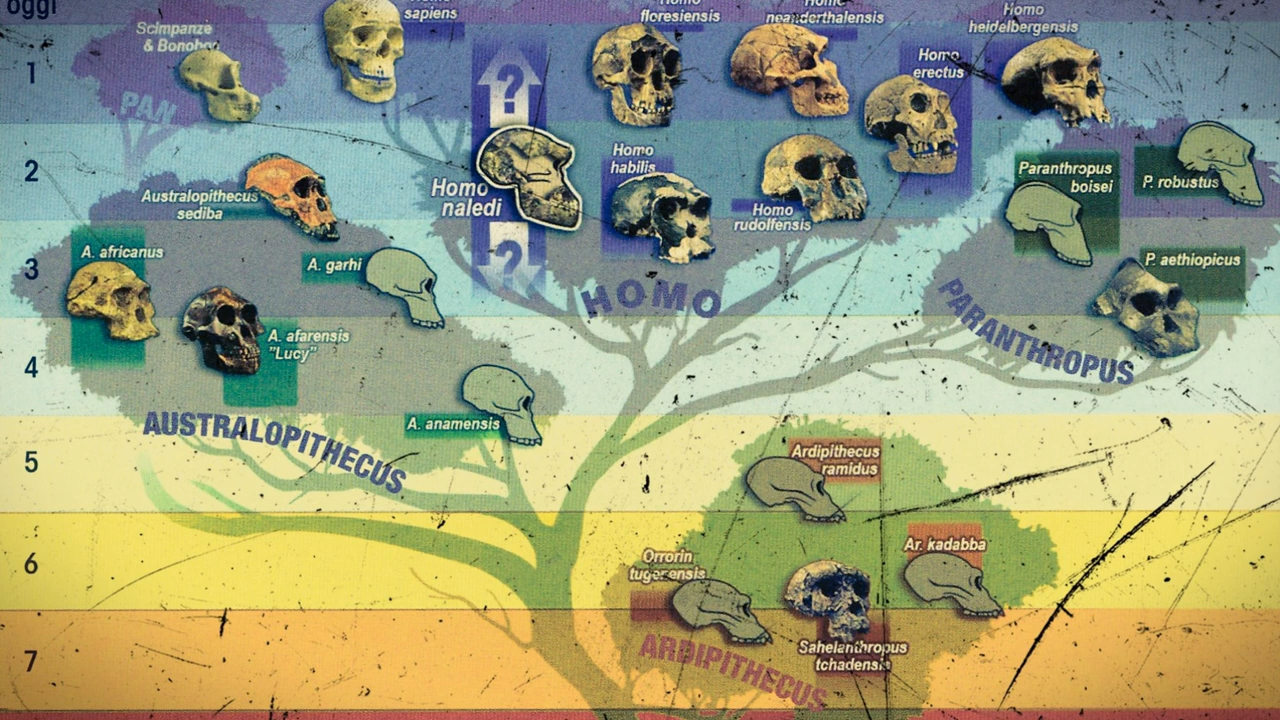 oggi
sapiens
Homo
floresiensis
Homo
neanderthalensis
Homo
heidelbergensis
Scimpanzè
& Bonobo
PAN
1
?
Homo
erectus
2
Homo
habilis
Paranthropus
boisei
P. robustus
Australopithecus
sediba
Homo
naledi
Homo
rudolfensis
A. africanus
A. garhi
?
P. aethiopicus
3
HOMO
PARANTHROPUS
A. afarensis
"Lucy"
4
AUSTRALOPITHECUS
A. anamensis
5
Ardipithecus
ramidus
6
Orrorin
tugenensis
Ar. kadabba
Sahelanthropus
tchadensis
7
ARDIPITHECUS